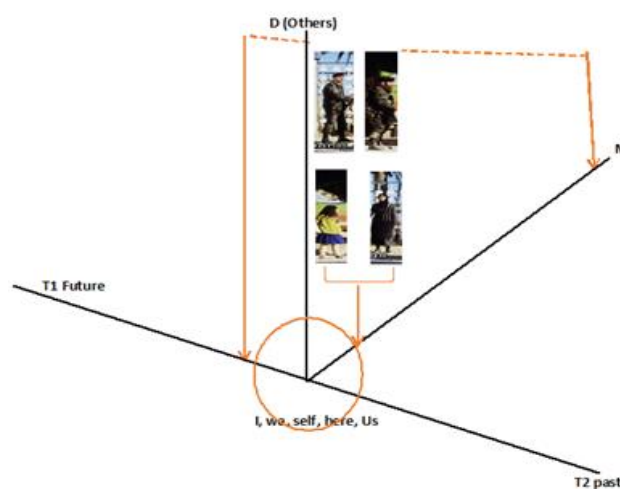 D (Others)
M
T1 Future
I, we, self, here, Us
T2 past